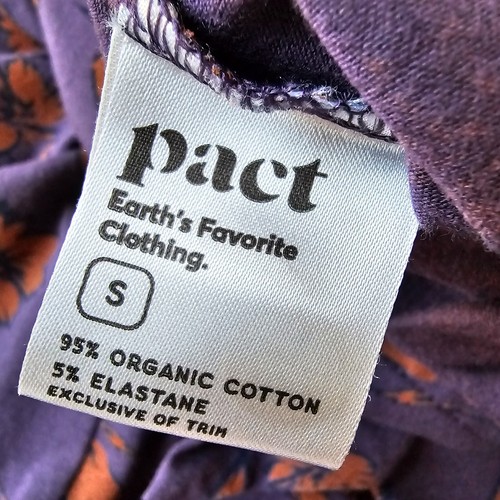 pact
Earth's Favorite
Clothing.
S
95% ORGANIC COTTON
5% ELASTANE
EXCLUSIVE OF TRIM